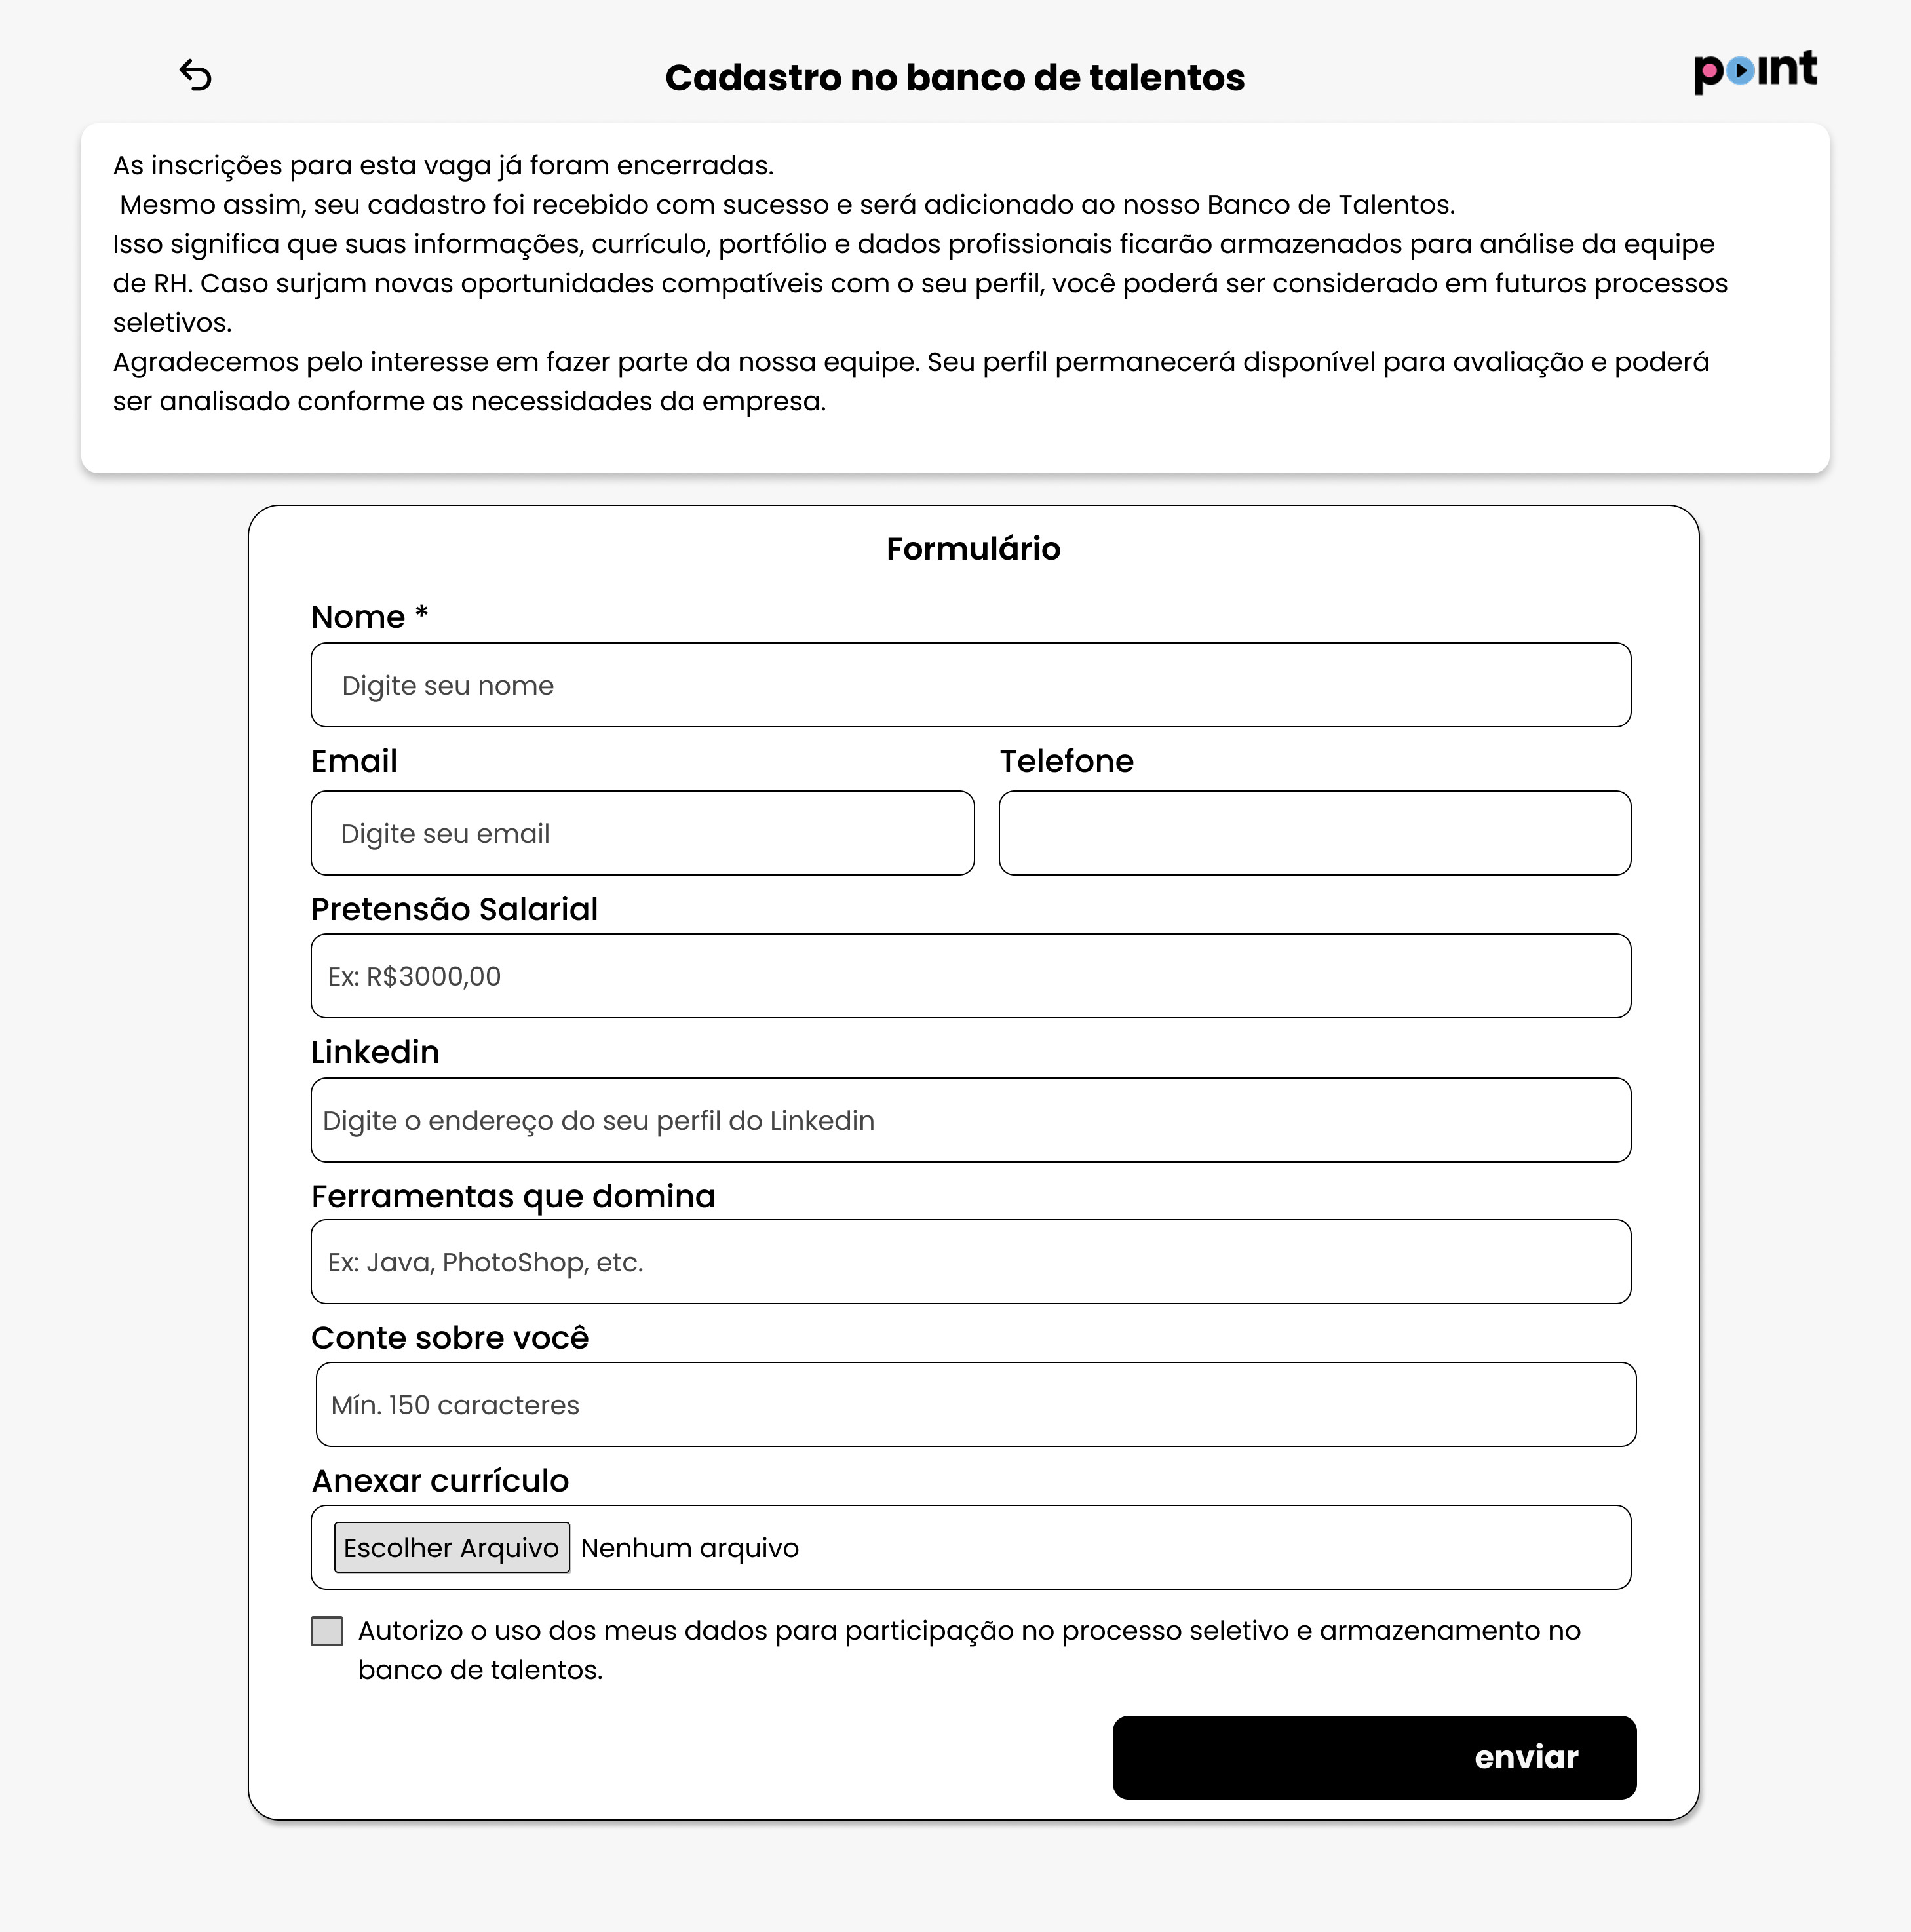 Cadastro no banco de talentos
point
As inscrições para esta vaga já foram encerradas.
Mesmo assim, seu cadastro foi recebido com sucesso e será adicionado ao nosso Banco de Talentos.
Isso significa que suas informações, currículo, portfólio e dados profissionais ficarão armazenados para análise da equipe
de RH. Caso surjam novas oportunidades compatíveis com o seu perfil, você poderá ser considerado em futuros processos
seletivos.
Agradecemos pelo interesse em fazer parte da nossa equipe. Seu perfil permanecerá disponível para avaliação e poderá
ser analisado conforme as necessidades da empresa.
Formulário
Nome *
Digite seu nome
Email
Telefone
Digite seu email
Pretensão Salarial
Ex: R$3000,00
Linkedin
Digite o endereço do seu perfil do Linkedin
Ferramentas que domina
Ex: Java, PhotoShop, etc.
Conte sobre você
Mín. 150 caracteres
Anexar currículo
Escolher Arquivo Nenhum arquivo
Autorizo o uso dos meus dados para participação no processo seletivo e armazenamento no
banco de talentos.
enviar